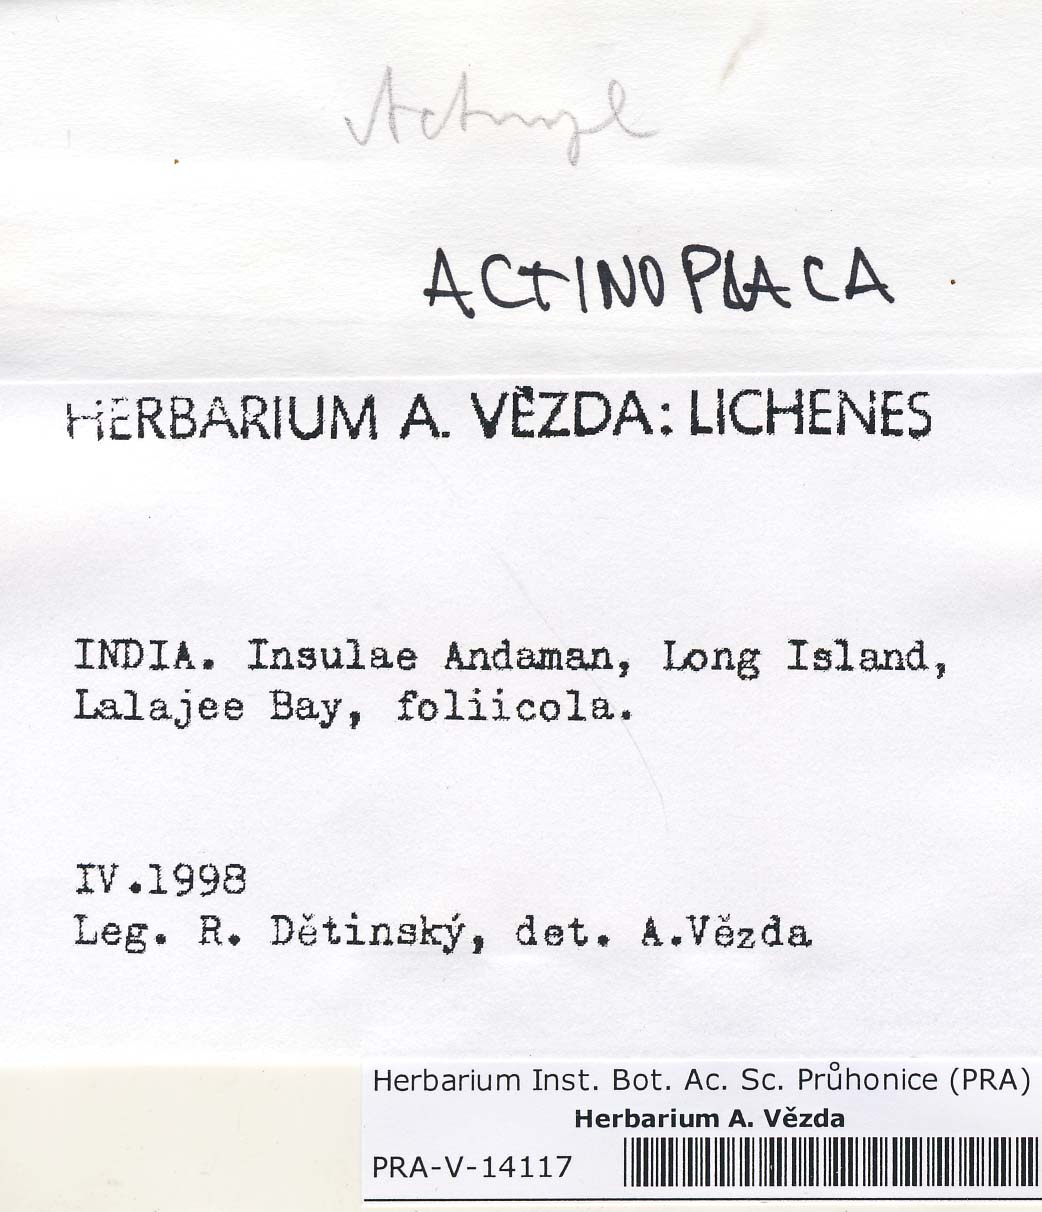 Actinopl
ACTINOPLACA
HERBARIUM A. VĚZDA: LICHENES
INDIA. Insulae Andaman, Long Island,
Lalajee Bay, foliicola.
IV.1998
Leg. R. Dětinský, det. A.Vězda
Herbarium Inst. Bot. Ac. Sc. Průhonice (PRA)
Herbarium A. Vězda
PRA-V-14117